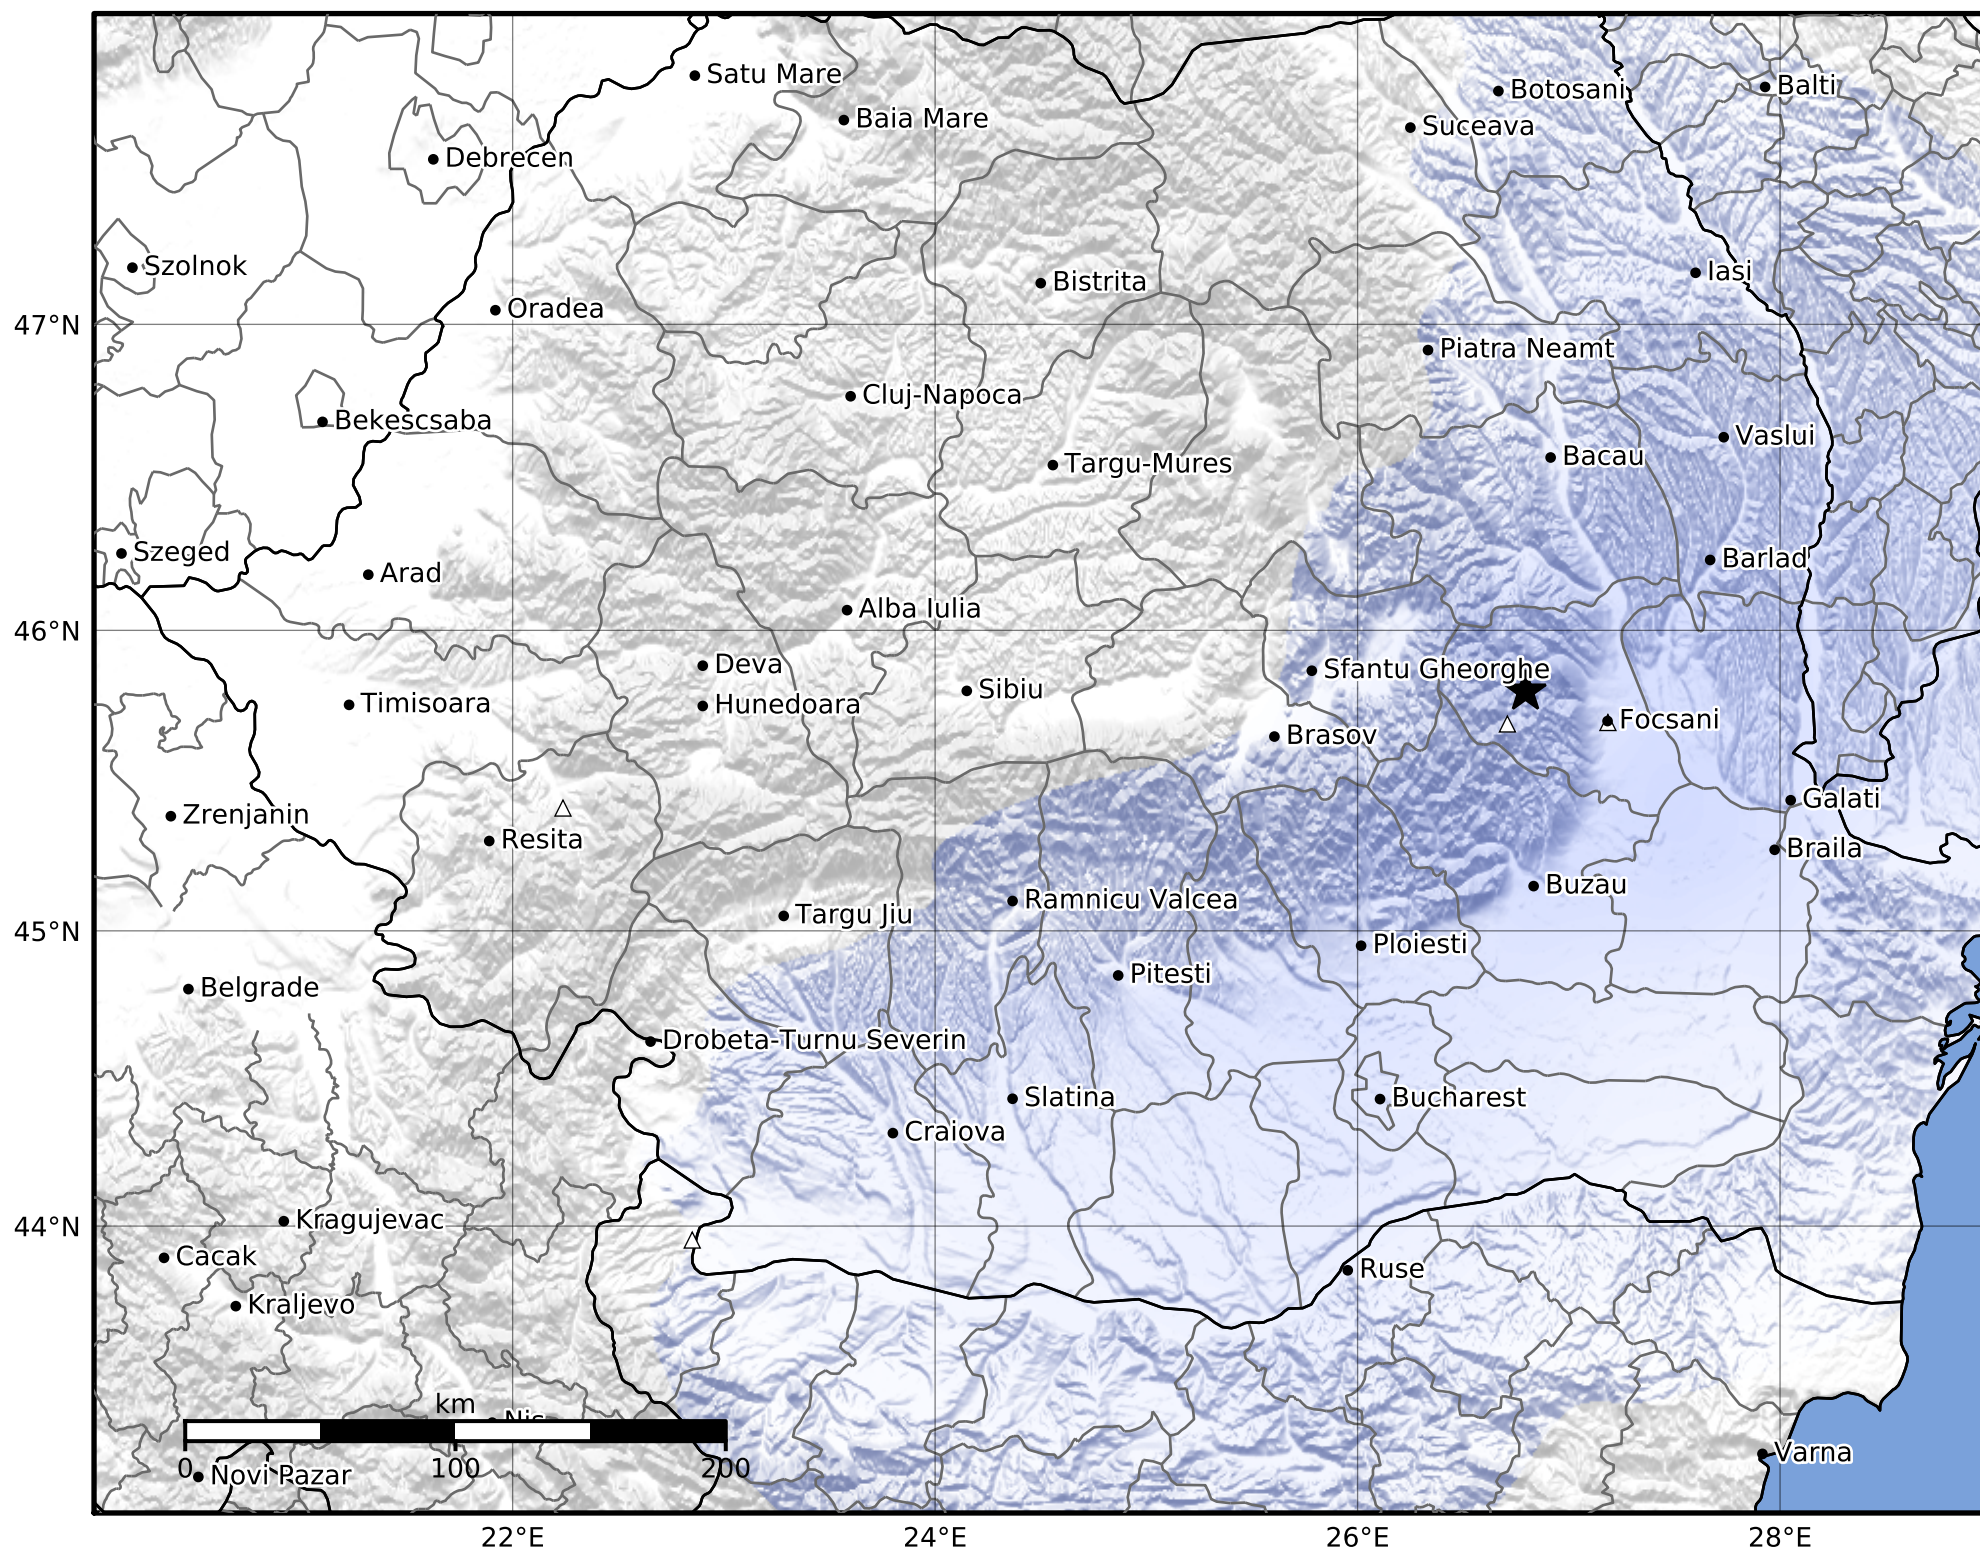 Satu Mare
Botosani
Balti
Baia Mare
Suceava
Debrecen
Szolnok
Iasi
Bistrita
Oradea
47°N
Piatra Neamt
Cluj-Napoca
Bekescsaba
Vaslui
Bacau
Targu-Mures
Szeged
Barlad
Arad
Alba Iulia
46°N
Deva
Sfantu Gheorghe
Sibiu
Timisoara
Hunedoara
Focsani
Brasov
Galati
Zrenjanin
Resita
Braila
Buzau
Ramnicu Valcea
Targu Jiu
45°N
Ploiesti
Pitesti
Belgrade
Drobeta-Turnu Severin
Slatina
Bucharest
Craiova
Kragujevac
44°N
Cacak
Ruse
Kraljevo
km
Nis
Varna
0 100 200
Novi Pazar
22°E 24°E 26°E 28°E